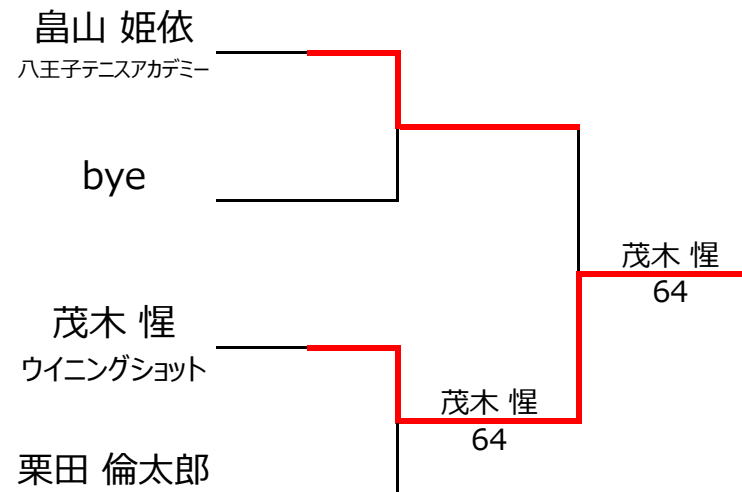 畠山 姫依
八王子テニスアカデミー
bye
茂木 惺
64
茂木 惺
ウイニングショット
茂木 惺
64
栗田 倫太郎